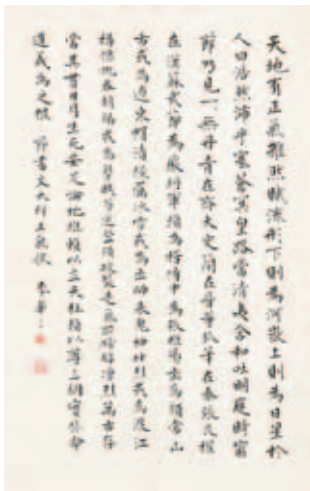 天地有正氣雜然賦流形下則為河嶽上則為日星於
人曰浩然沛乎塞蒼冥皇路當清夷含和吐明庭時窮
節乃見一一垂丹青在齊太史簡在晉董狐筆在秦張良椎
在漢蘇武節為嚴將軍頭為嵇侍中血為張睢陽齒為顏常山
舌或為遼東帽清操厲冰雪或為出師表鬼神泣壯烈或為渡江
楫慷慨吞胡羯或為擊賊笏逆豎頭破裂是氣所磅礴凜烈萬古存
當其貫日月生死安足論地維賴以立天柱賴以尊三綱實係命
道義為之根 節書文天祥正氣歌